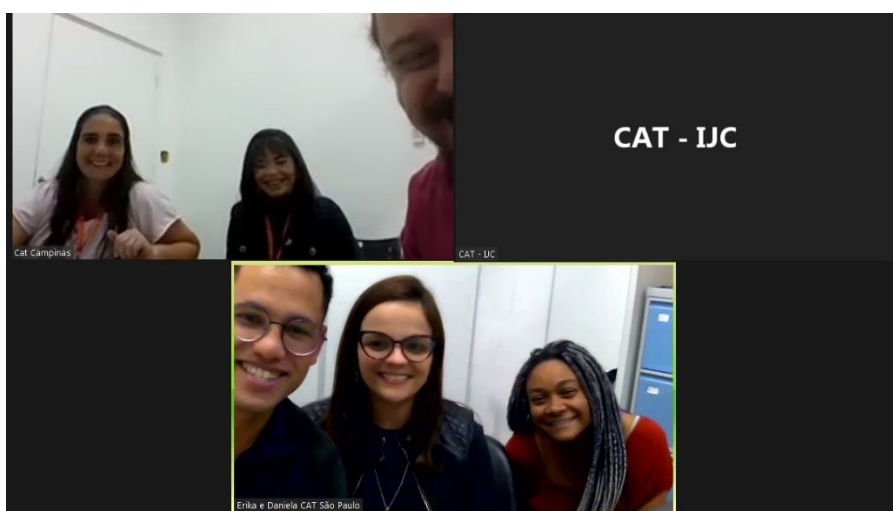 CAT - IJC
Cat Campinas
CAT - IJC
Erika e Daniela CAT São Paulo